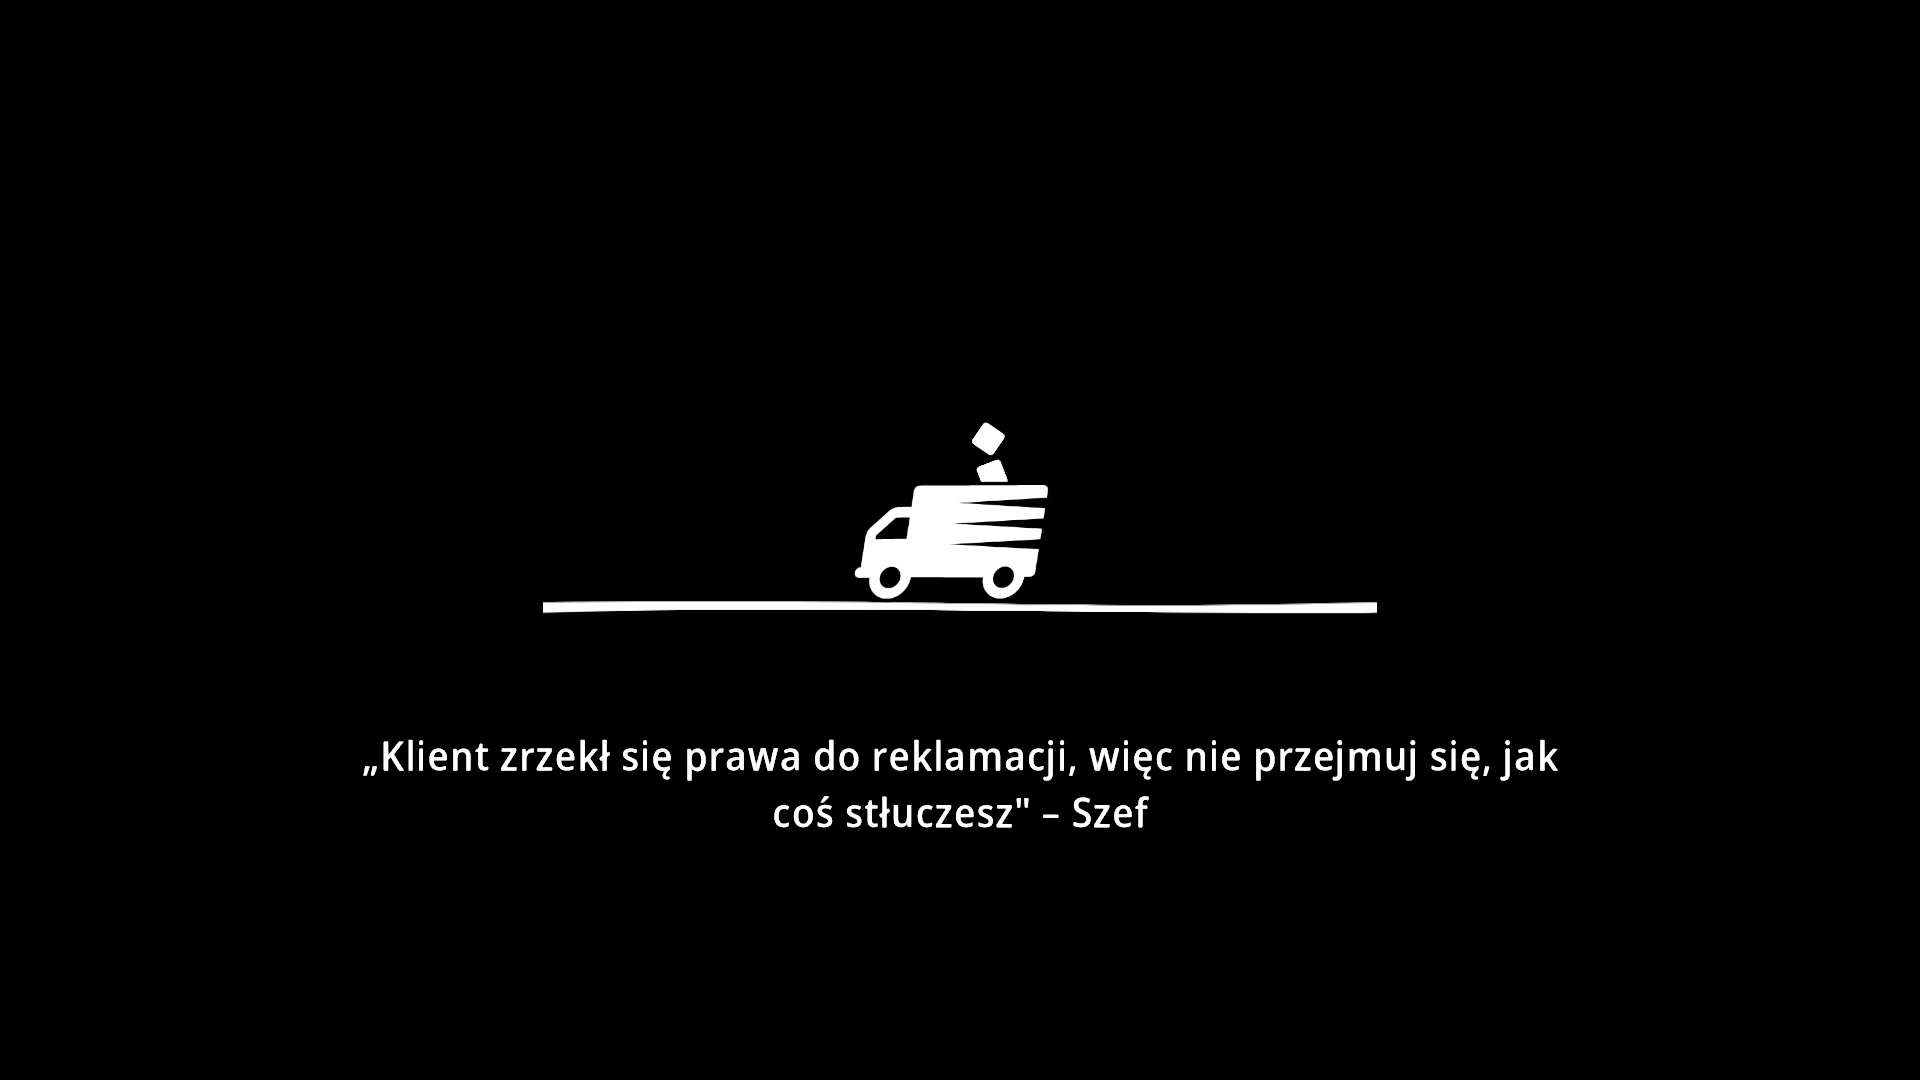 „Klient zrzekł się prawa do reklamacji, więc nie przejmuj się, jak
coś stłuczesz" – Szef